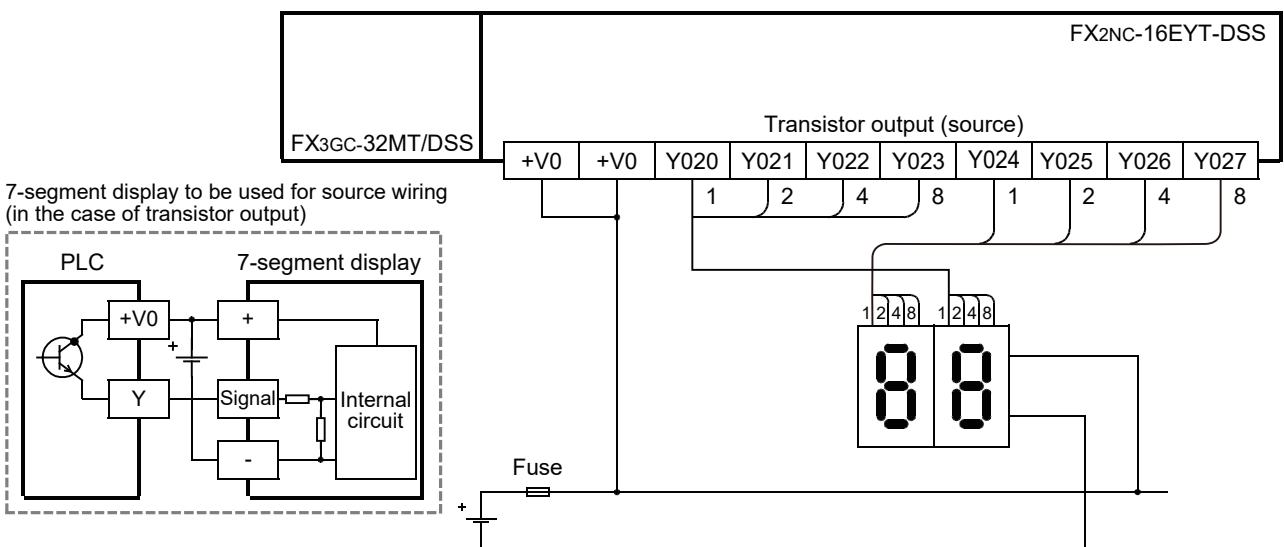 FX2NC-16EYT-DSS
Transistor output (source)
FX3GC-32MT/DSS
+V0 +V0 Y020 Y021 Y022 Y023 Y024 Y025 Y026 Y027
1 2 4 8 1 2 4 8
7-segment display to be used for source wiring
(in the case of transistor output)
PLC 7-segment display
+V0 +
+
Y Signal Internal
circuit
-
1 2 4 8 1 2 4 8
Fuse
+